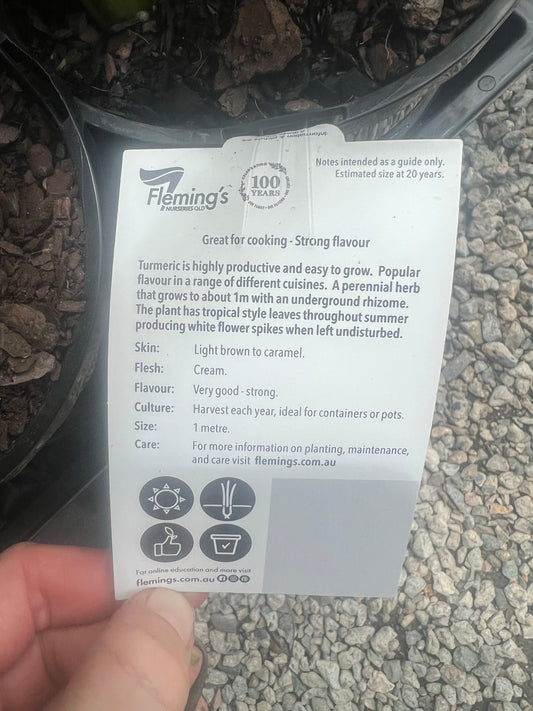 Notes intended as a guide only.
Estimated size at 20 years.
Fleming's
NURSERIES QLD
100
YEARS
Great for cooking - Strong flavour
Turmeric is highly productive and easy to grow. Popular
flavour in a range of different cuisines. A perennial herb
that grows to about 1m with an underground rhizome.
The plant has tropical style leaves throughout summer
producing white flower spikes when left undisturbed.
Skin: Light brown to caramel.
Flesh: Cream.
Flavour: Very good - strong.
Culture: Harvest each year, ideal for containers or pots.
Size: 1 metre.
Care: For more information on planting, maintenance,
and care visit flemings.com.au
For online education and more visit
flemings.com.au